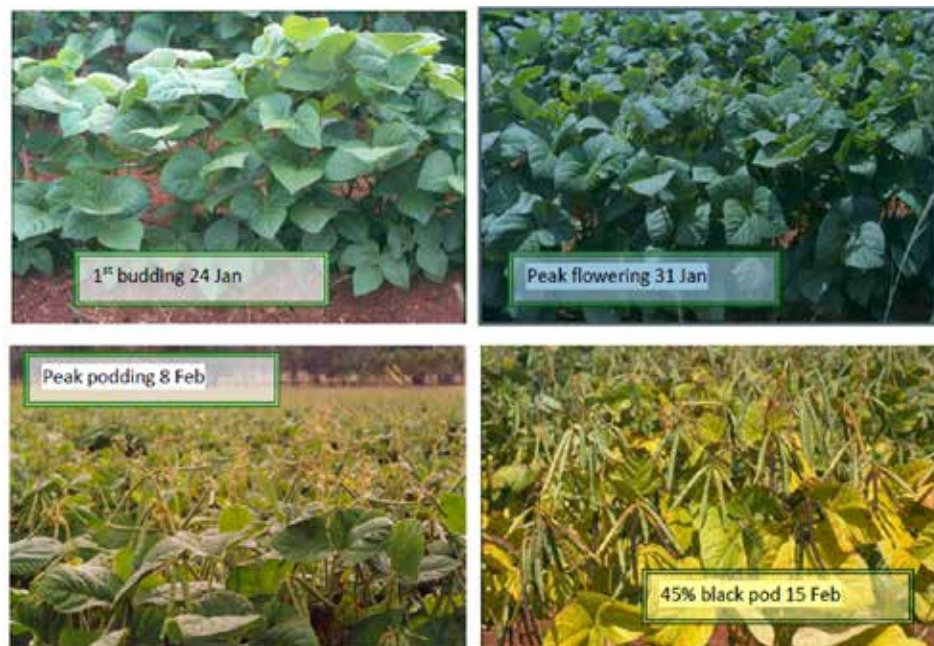 1st budding 24 Jan
Peak flowering 31 Jan
Peak podding 8 Feb
45% black pod 15 Feb